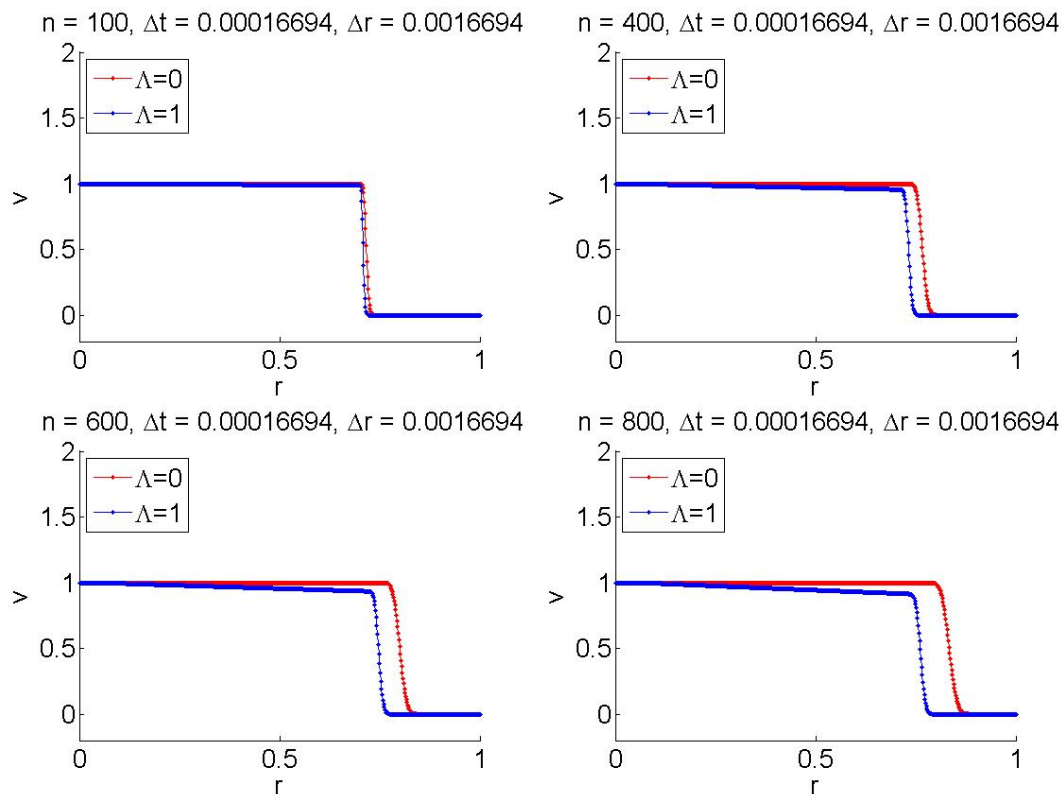 n = 100, Δt = 0.00016694, Δr = 0.0016694
2
1.5
1
0.5
0
v
Λ=0
Λ=1
0
0.5
1
r
n = 400, Δt = 0.00016694, Δr = 0.0016694
2
1.5
1
0.5
0
v
Λ=0
Λ=1
0
0.5
1
r
n = 600, Δt = 0.00016694, Δr = 0.0016694
2
1.5
1
0.5
0
v
Λ=0
Λ=1
0
0.5
1
r
n = 800, Δt = 0.00016694, Δr = 0.0016694
2
1.5
1
0.5
0
v
Λ=0
Λ=1
0
0.5
1
r